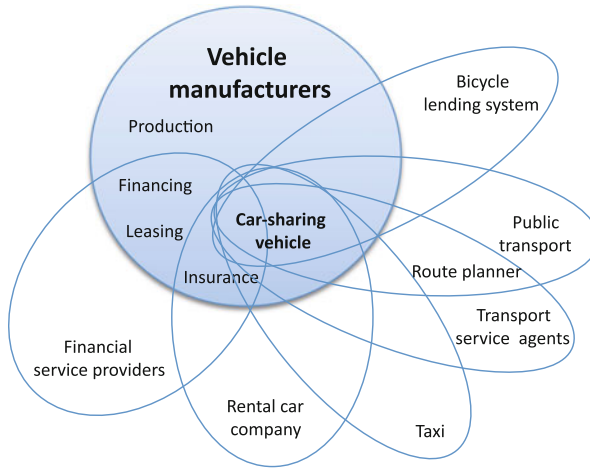 Vehicle
manufacturers
Production
Financing
Leasing
Insurance
Car-sharing
vehicle
Bicycle
lending system
Public
transport
Route planner
Transport
service agents
Taxi
Rental car
company
Financial
service providers